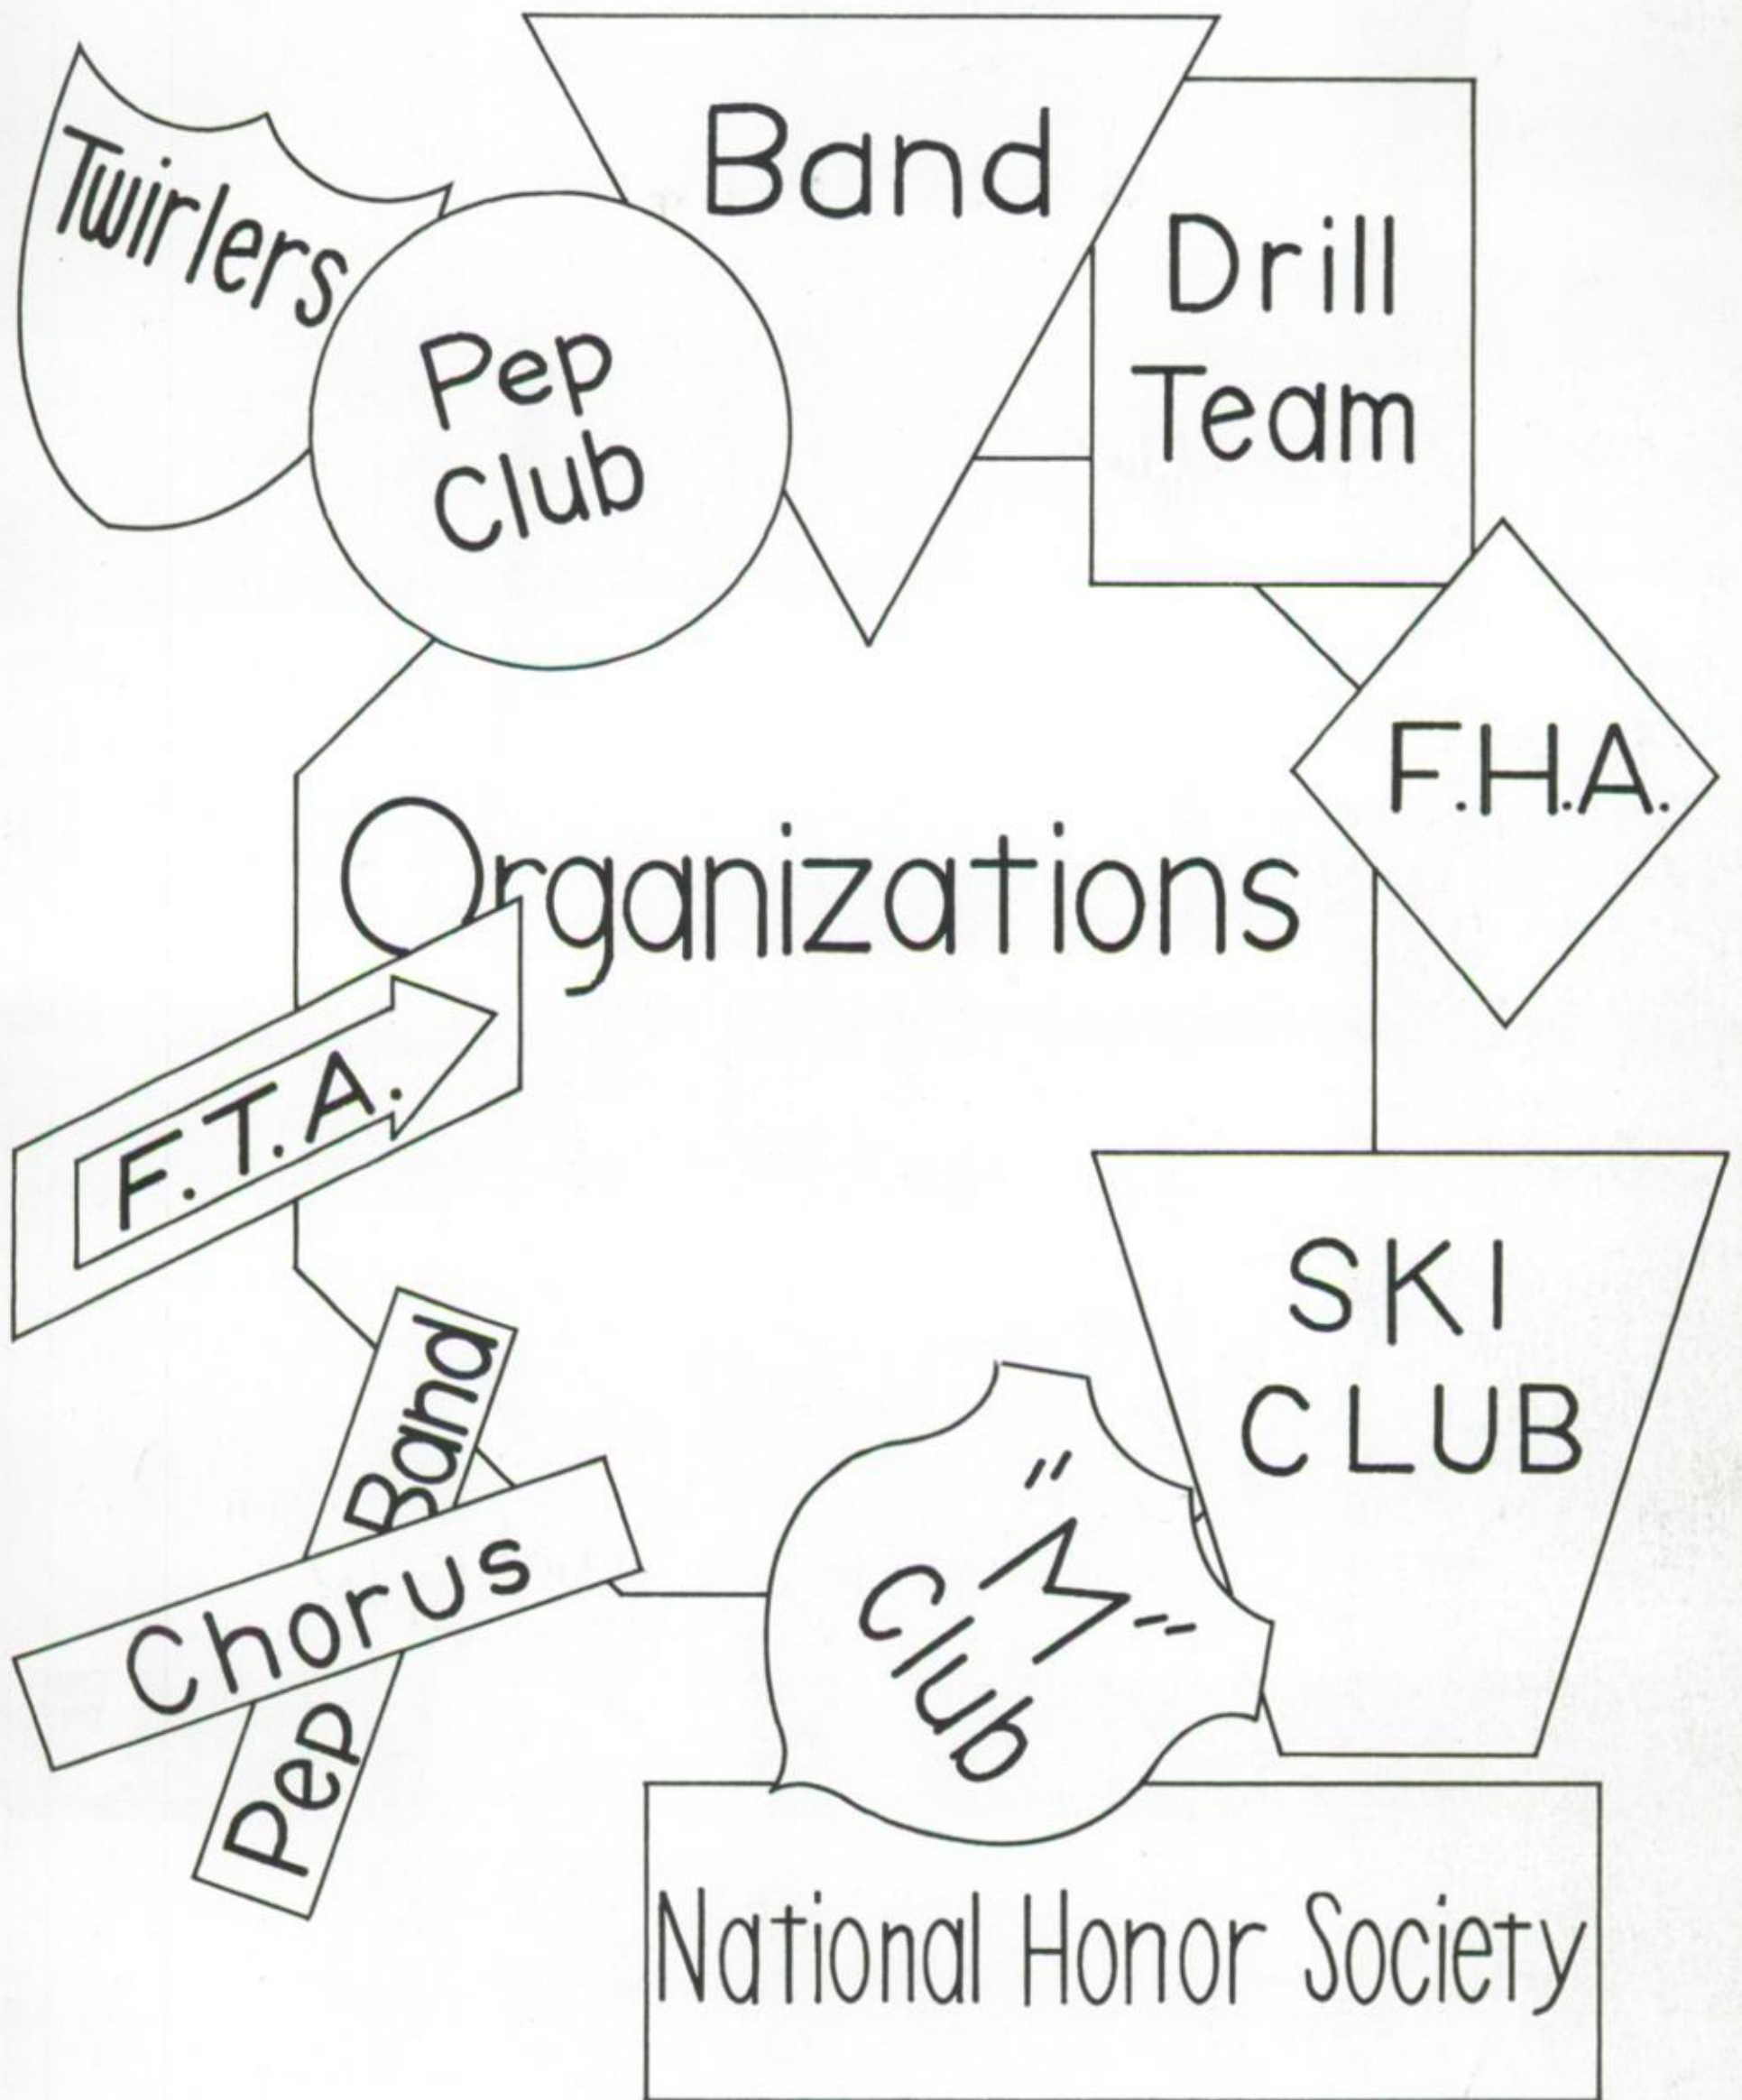 Twirlers
Band
Pep
Club
Drill
Team
F.H.A.
Organizations
F.T.A.
SKI
CLUB
Pep Band
Chorus
"M"
Club
National Honor Society